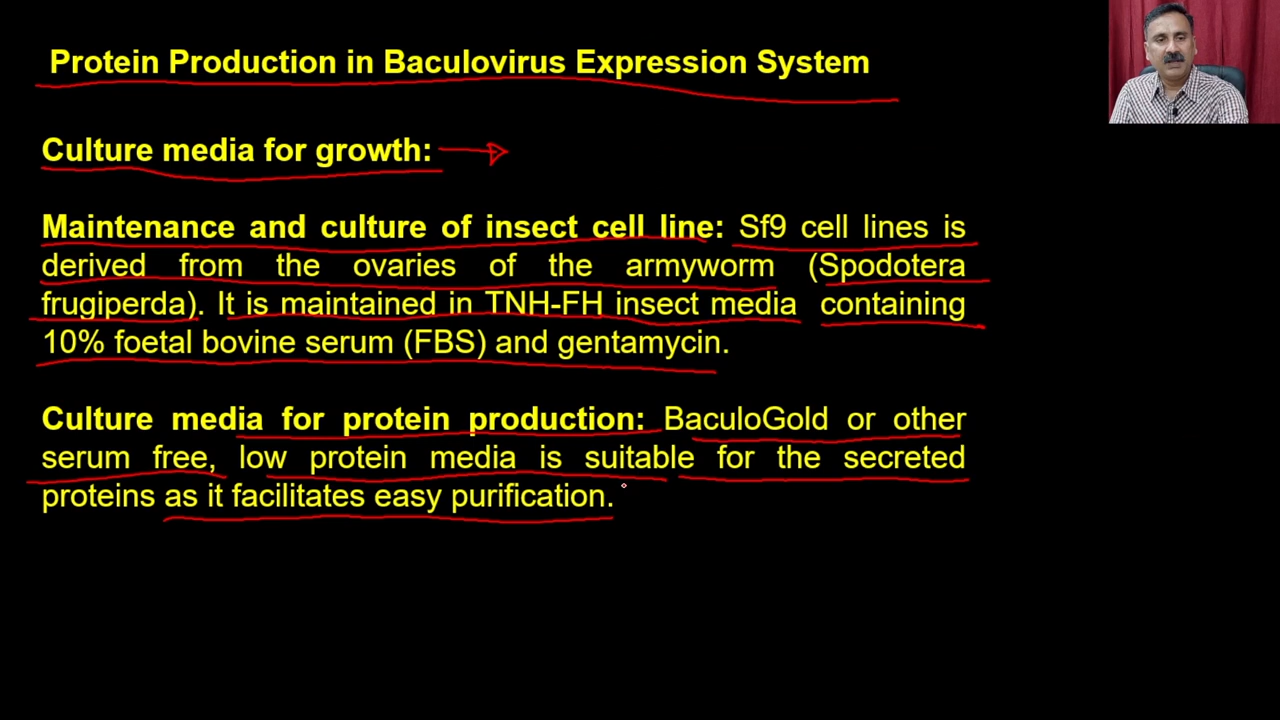 Protein Production in Baculovirus Expression System
Culture media for growth:
Maintenance and culture of insect cell line: Sf9 cell lines is
derived from the ovaries of the armyworm (Spodotera
frugiperda). It is maintained in TNH-FH insect media containing
10% foetal bovine serum (FBS) and gentamycin.
Culture media for protein production: BaculoGold or other
serum free, low protein media is suitable for the secreted
proteins as it facilitates easy purification.